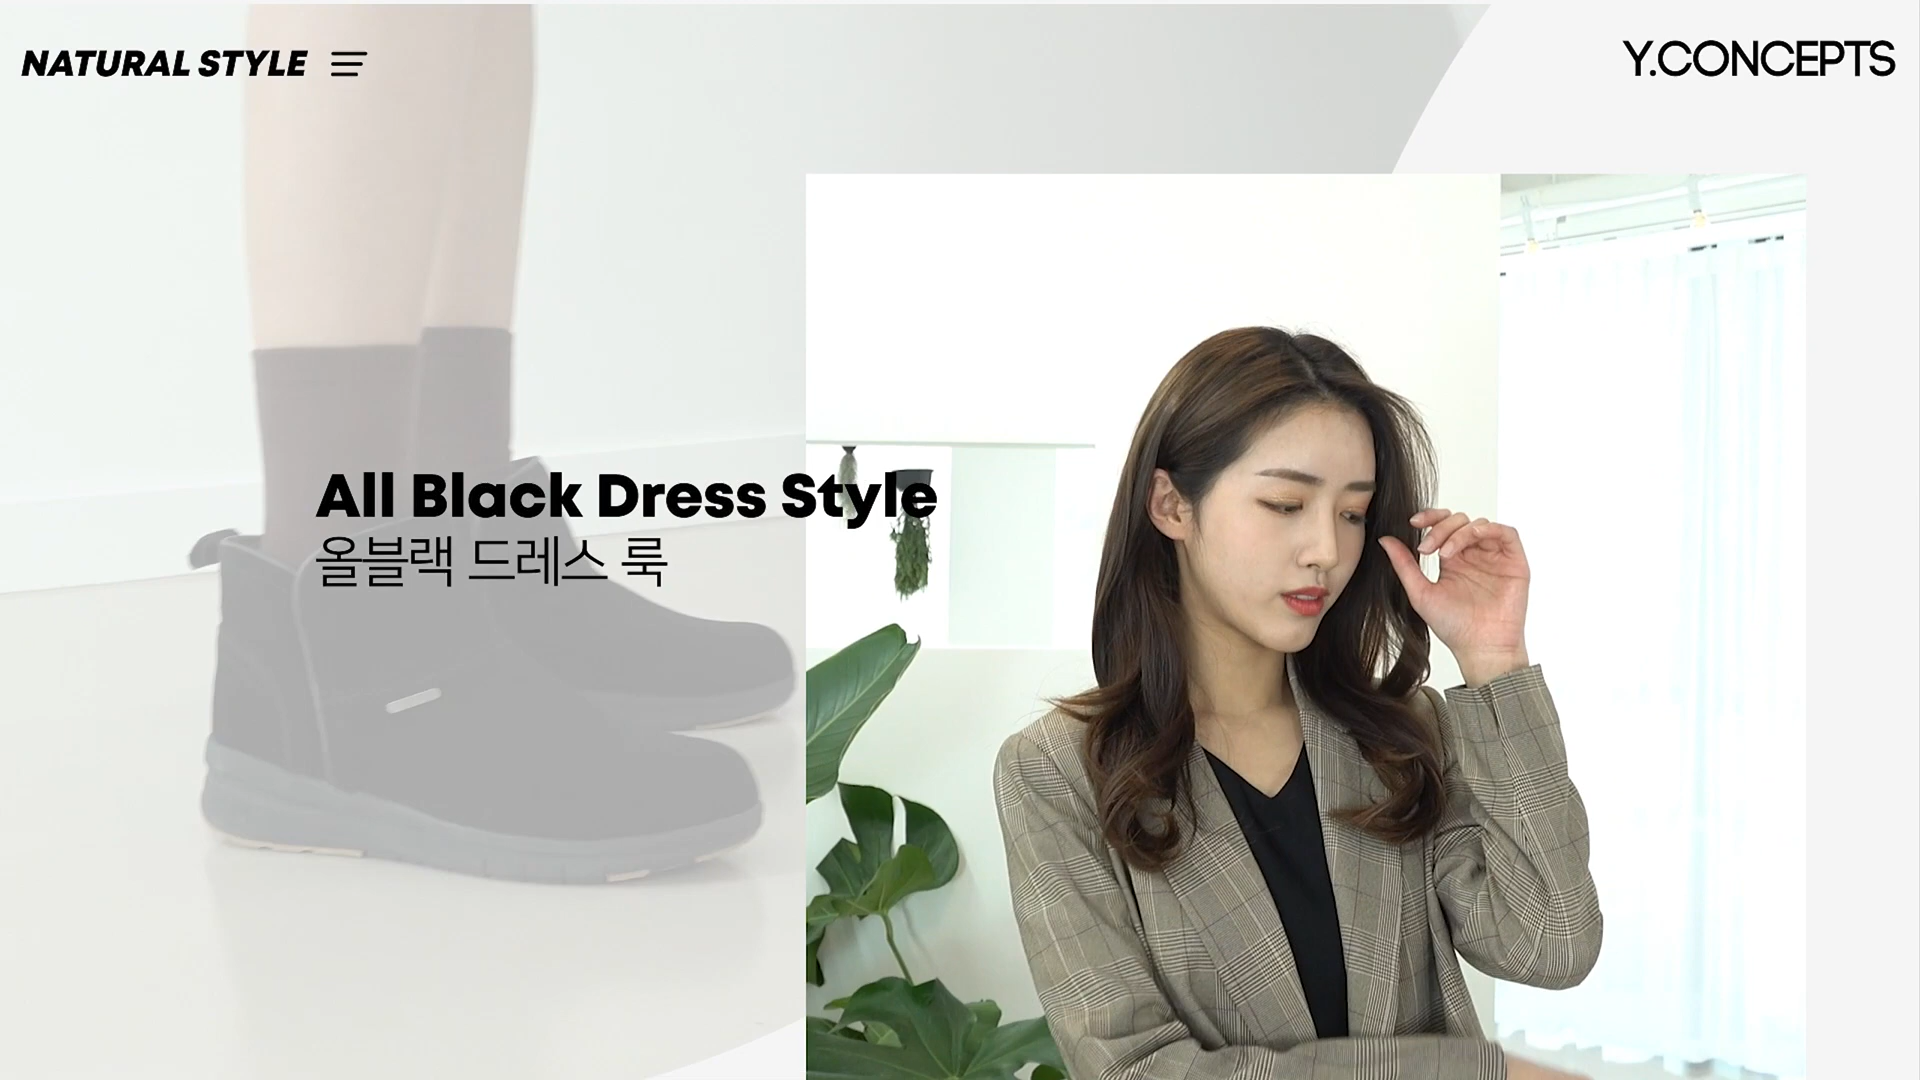 NATURAL STYLE
Y.CONCEPTS
All Black Dress Style
올블랙 드레스 룩